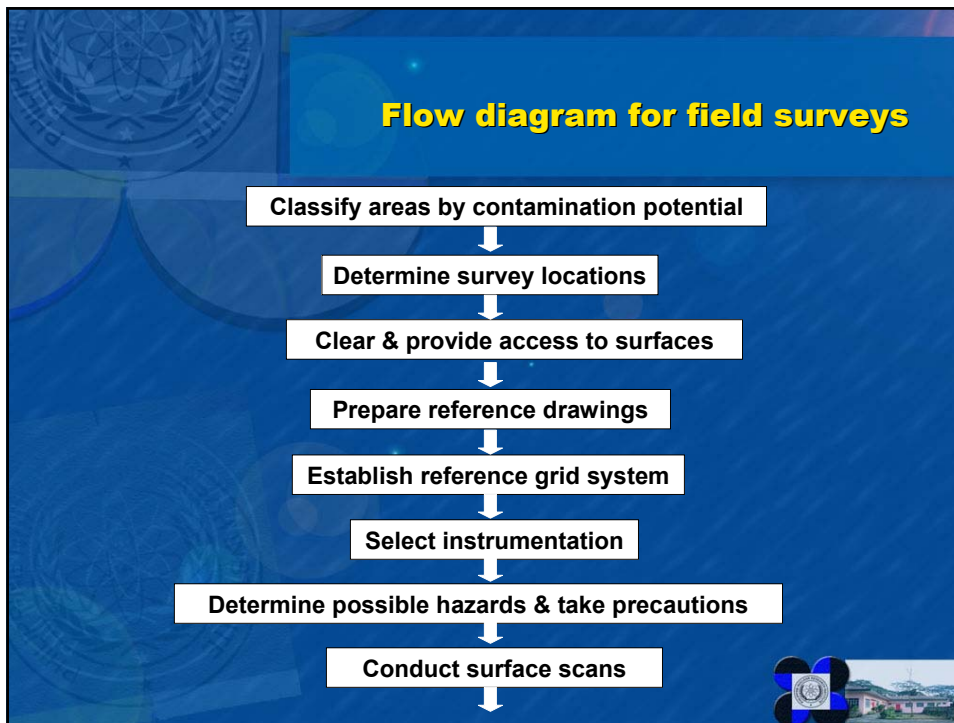 Flow diagram for field surveys
Classify areas by contamination potential
Determine survey locations
Clear & provide access to surfaces
Prepare reference drawings
Establish reference grid system
Select instrumentation
Determine possible hazards & take precautions
Conduct surface scans